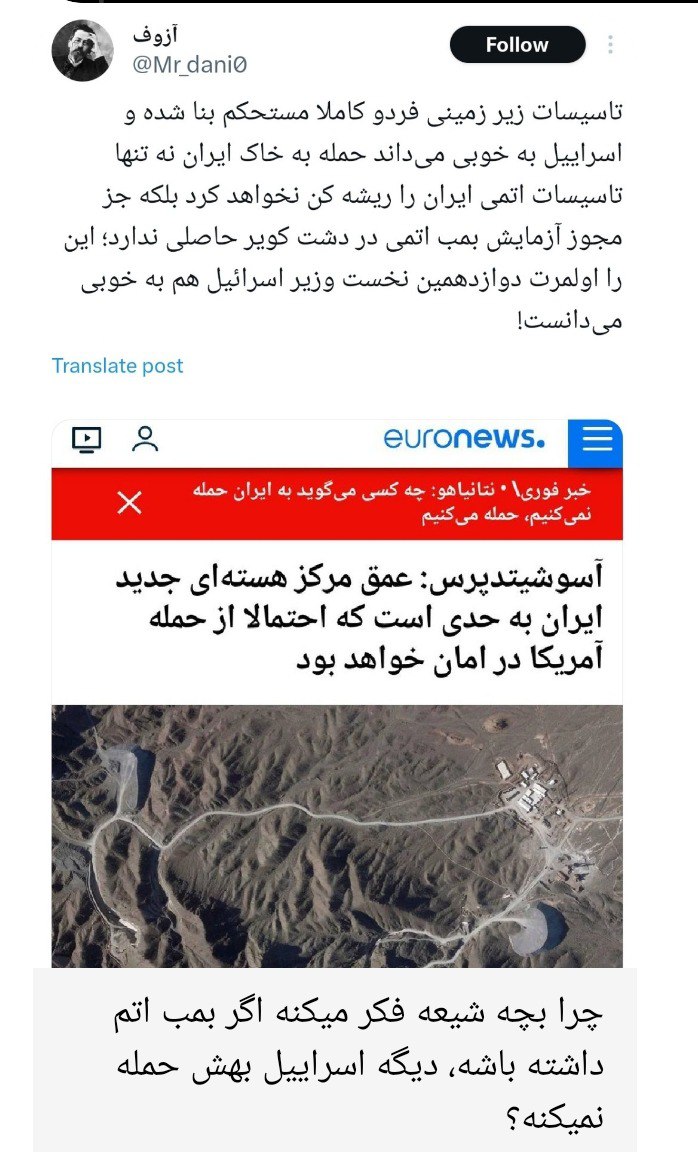 آزوف
@Mr_dani0
Follow
تاسیسات زیر زمینی فردو کاملا مستحکم بنا شده و
اسراییل به خوبی می‌داند حمله به خاک ایران نه تنها
تاسیسات اتمی ایران را ریشه کن نخواهد کرد بلکه جز
مجوز آزمایش بمب اتمی در دشت کویر حاصلی ندارد؛ این
را اولمرت دوازدهمین نخست وزیر اسرائیل هم به خوبی
می‌دانست!
Translate post
euronews.
خبر فوری\ • نتانیاهو: چه کسی می‌گوید به ایران حمله
نمی‌کنیم، حمله می‌کنیم
آسوشیتدپرس: عمق مرکز هسته‌ای جدید
ایران به حدی است که احتمالا از حمله
آمریکا در امان خواهد بود
چرا بچه شیعه فکر میکنه اگر بمب اتم
داشته باشه، دیگه اسراییل بهش حمله
نمیکنه؟